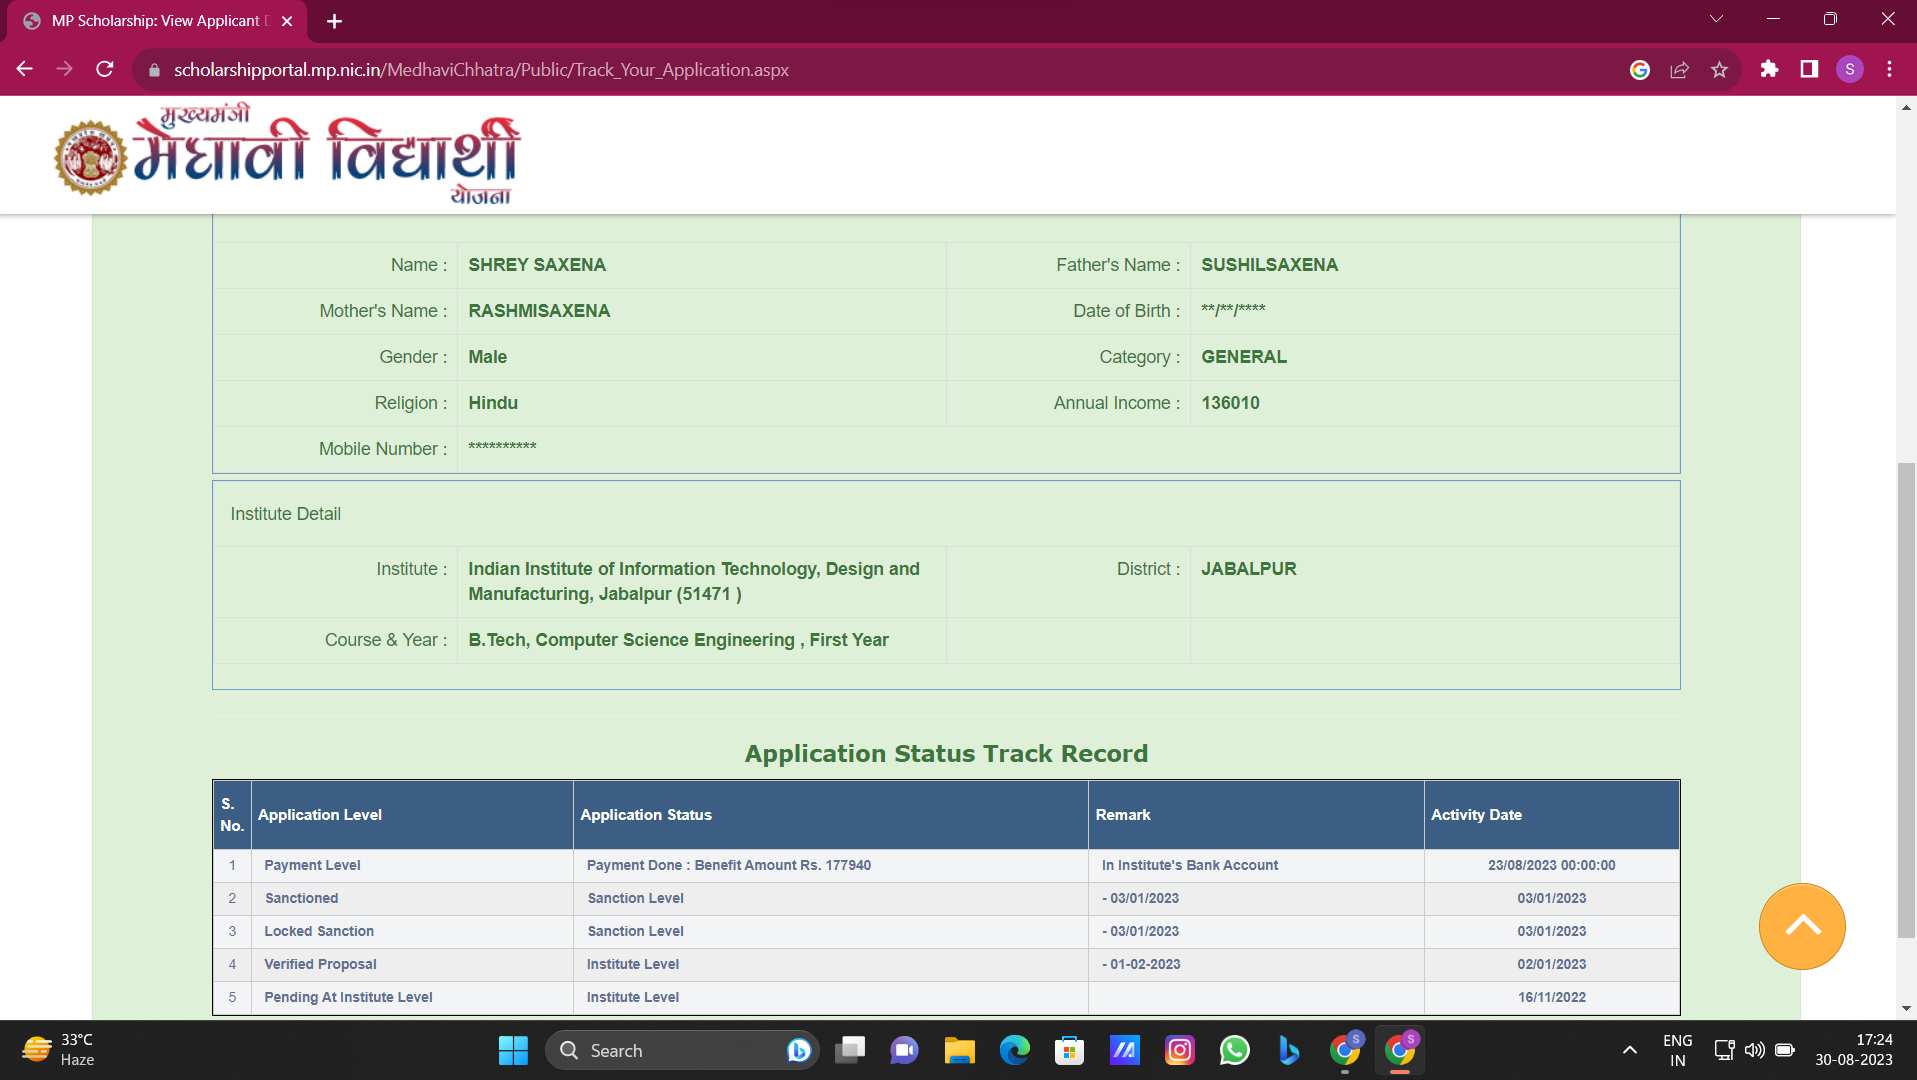 MP Scholarship: View Applicant D
scholarshipportal.mp.nic.in/MedhaviChhatra/Public/Track_Your_Application.aspx
S
मुख्यमंत्री
मेधावी विद्यार्थी
योजना
Name : SHREY SAXENA Father's Name : SUSHILSAXENA
Mother's Name : RASHMISAXENA Date of Birth : **/**/****
Gender : Male Category : GENERAL
Religion : Hindu Annual Income : 136010
Mobile Number : **********
Institute Detail
Institute : Indian Institute of Information Technology, Design and District : JABALPUR
Manufacturing, Jabalpur (51471 )
Course & Year : B.Tech, Computer Science Engineering , First Year
Application Status Track Record
S. No. Application Level Application Status Remark Activity Date
1 Payment Level Payment Done : Benefit Amount Rs. 177940 In Institute's Bank Account 23/08/2023 00:00:00
2 Sanctioned Sanction Level - 03/01/2023 03/01/2023
3 Locked Sanction Sanction Level - 03/01/2023 03/01/2023
4 Verified Proposal Institute Level - 01-02-2023 02/01/2023
5 Pending At Institute Level Institute Level 16/11/2022
33°C
Haze
Search
S
S
ENG
IN
17:24
30-08-2023